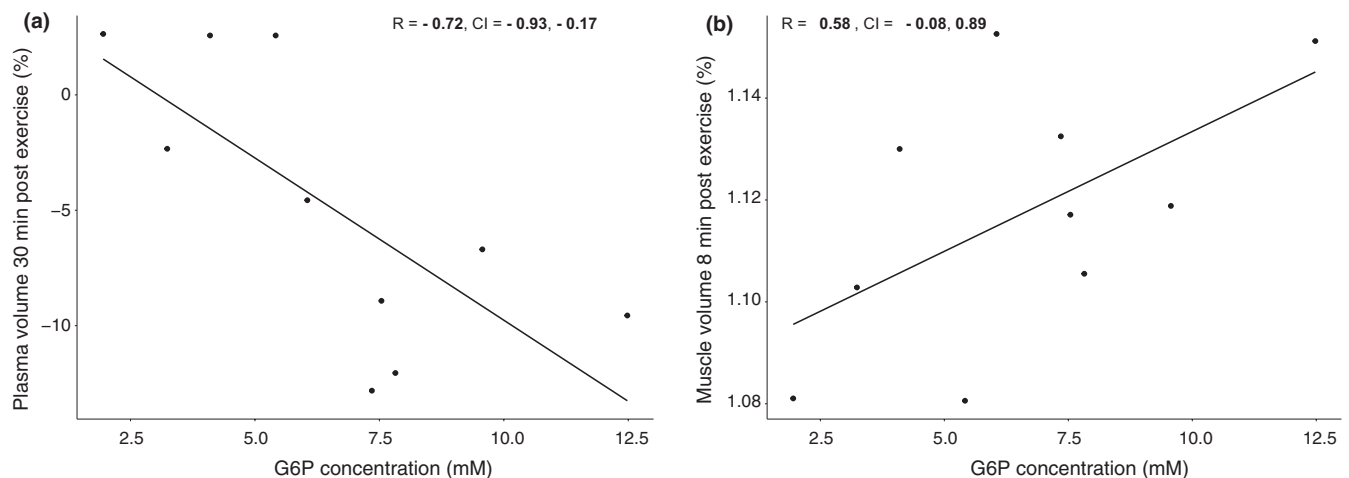 (a)
R = - 0.72, CI = - 0.93, - 0.17
Plasma volume 30 min post exercise (%)
0
−5
−10
2.5 5.0 7.5 10.0 12.5
G6P concentration (mM)
(b)
R = 0.58 , CI = - 0.08, 0.89
Muscle volume 8 min post exercise (%)
1.14
1.12
1.10
1.08
2.5 5.0 7.5 10.0 12.5
G6P concentration (mM)